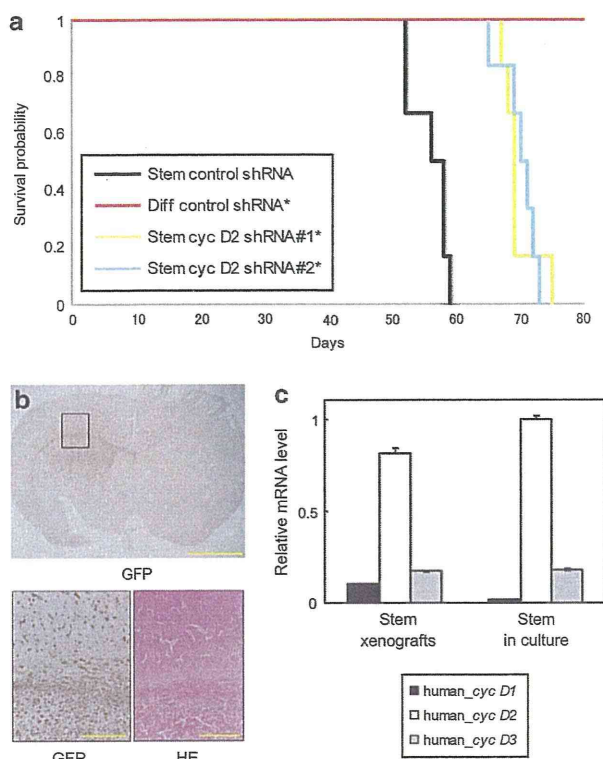 a
1
0.8
0.6
0.4
0.2
0
Survival probability
Stem control shRNA
Diff control shRNA*
Stem cyc D2 shRNA#1*
Stem cyc D2 shRNA#2*
0 10 20 30 40 50 60 70 80
Days
b
GFP
GFP HE
c
Relative mRNA level
1
0.5
0
Stem xenografts
Stem in culture
human_cyc D1
human_cyc D2
human_cyc D3